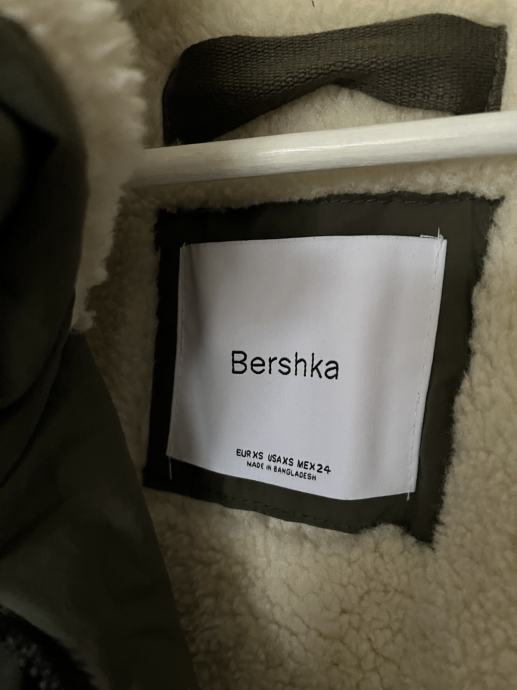 Bershka
EUR XS USA XS MEX 24
MADE IN BANGLADESH